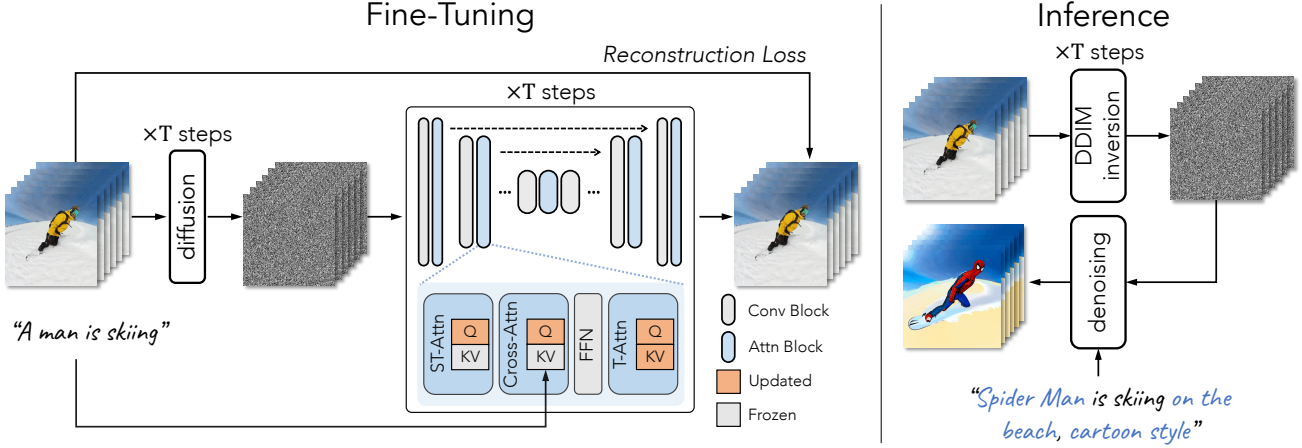 Fine-Tuning
Reconstruction Loss
×T steps
×T steps
diffusion
...
...
ST-Attn
Q
KV
Cross-Attn
Q
KV
FFN
T-Attn
Q
KV
Conv Block
Attn Block
Updated
Frozen
“A man is skiing”
Inference
×T steps
DDIM
inversion
denoising
“Spider Man is skiing on the
beach, cartoon style”